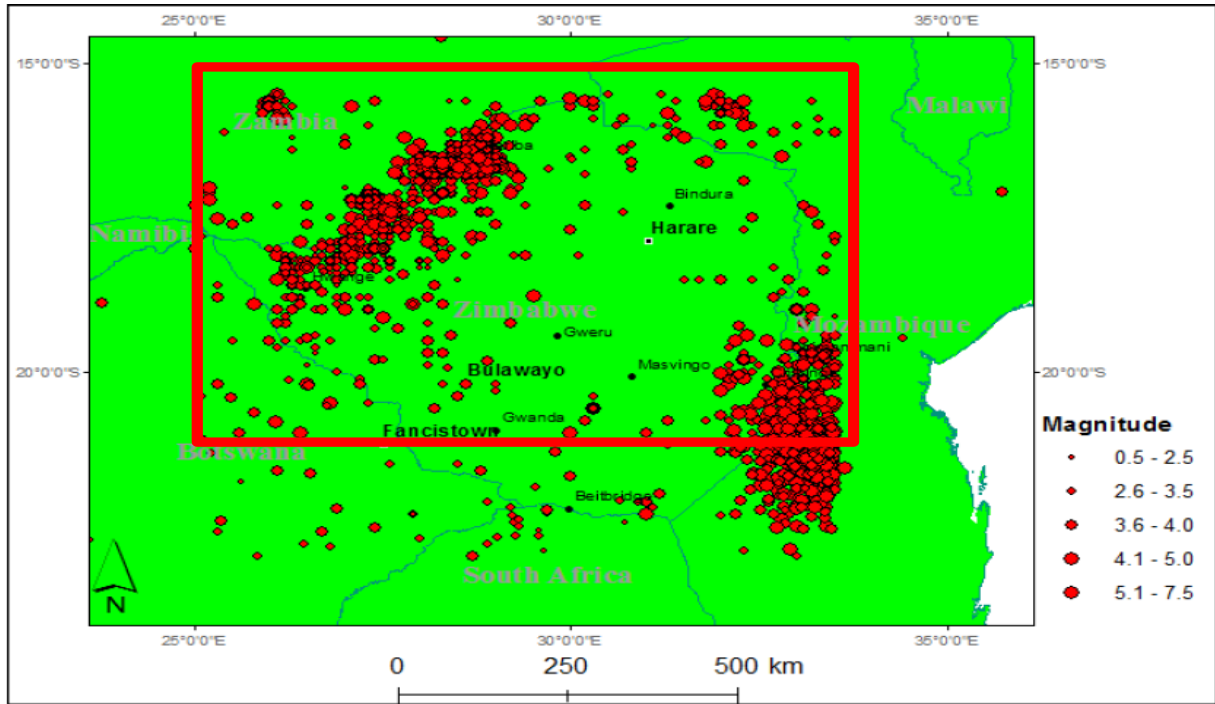 25°0'0"E 30°0'0"E 35°0'0"E
15°0'0"S 15°0'0"S
Malawi
Zambia
Bindura
Harare
Namibia
Zimbabwe
Mozambique
Gweru
Masvingo
20°0'0"S 20°0'0"S
Bulawayo
Gwanda
Fancistown
Botswana
Beitbridge
South Africa
Magnitude
0.5 - 2.5
2.6 - 3.5
3.6 - 4.0
4.1 - 5.0
5.1 - 7.5
N
25°0'0"E 30°0'0"E 35°0'0"E
0 250 500 km